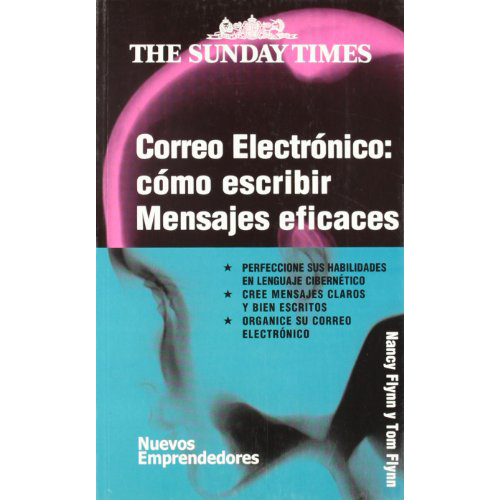 THE SUNDAY TIMES
Correo Electrónico:
cómo escribir
Mensajes eficaces
★ PERFECCIONE SUS HABILIDADES
EN LENGUAJE CIBERNÉTICO
★ CREE MENSAJES CLAROS
Y BIEN ESCRITOS
★ ORGANICE SU CORREO
ELECTRÓNICO
Nancy Flynn y Tom Flynn
Nuevos
Emprendedores